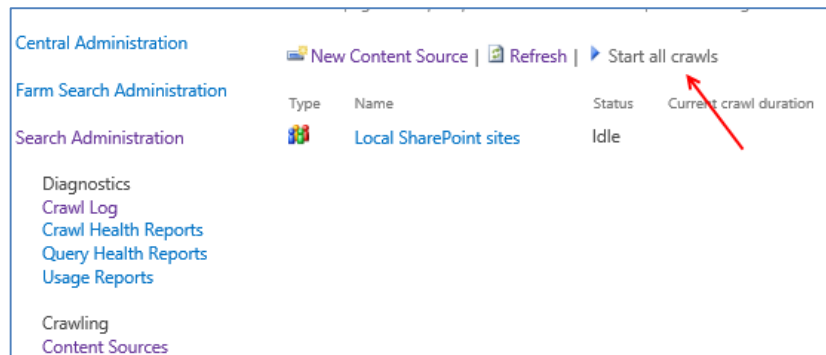 Central Administration
Farm Search Administration
Search Administration
Diagnostics
Crawl Log
Crawl Health Reports
Query Health Reports
Usage Reports
Crawling
Content Sources
New Content Source | Refresh | Start all crawls
Type Name Status Current crawl duration
Local SharePoint sites Idle